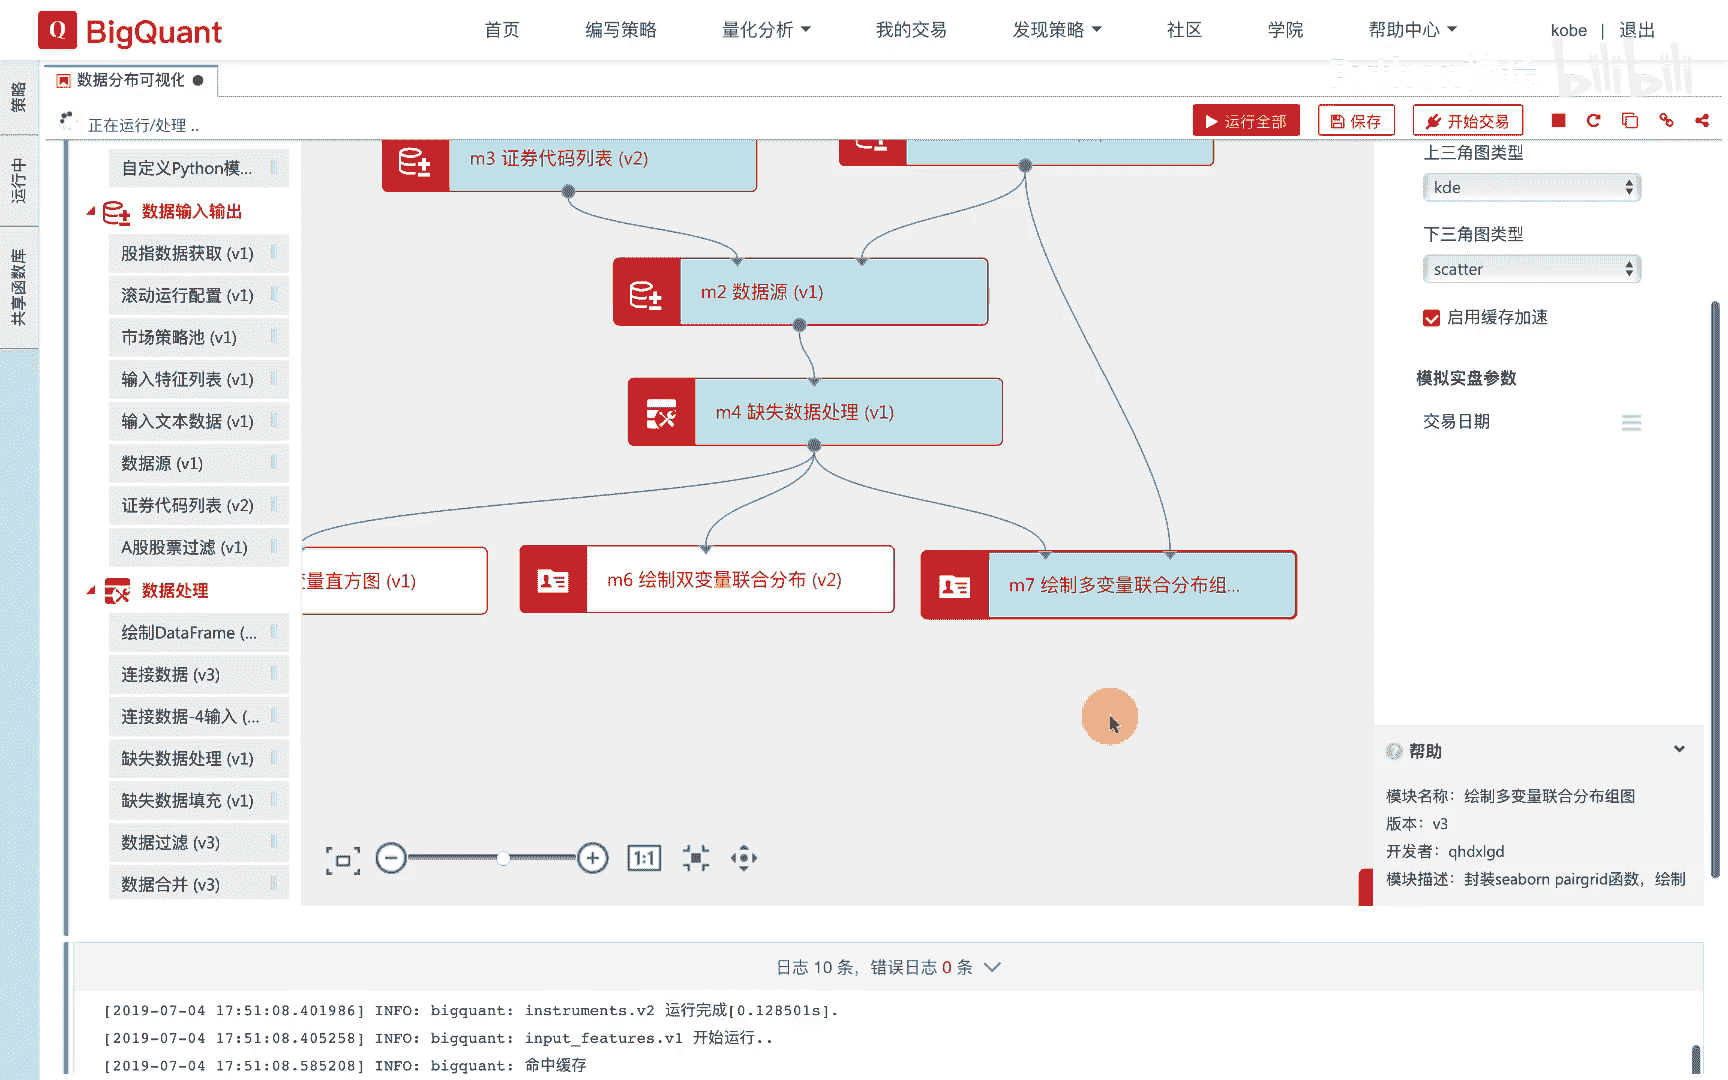 Q BigQuant
首页 编写策略 量化分析 我的交易 发现策略 社区 学院 帮助中心 kobe | 退出
bilibili
策略
运行中
共享函数库
数据分布可视化
正在运行/处理 ..
运行全部 保存 开始交易
自定义Python模...
数据输入输出
股指数据获取 (v1)
滚动运行配置 (v1)
市场策略池 (v1)
输入特征列表 (v1)
输入文本数据 (v1)
数据源 (v1)
证券代码列表 (v2)
A股股票过滤 (v1)
数据处理
绘制DataFrame (...
连接数据 (v3)
连接数据-4输入 (...
缺失数据处理 (v1)
缺失数据填充 (v1)
数据过滤 (v3)
数据合并 (v3)
m3 证券代码列表 (v2)
m2 数据源 (v1)
m4 缺失数据处理 (v1)
变量直方图 (v1)
m6 绘制双变量联合分布 (v2)
m7 绘制多变量联合分布组...
1:1
上三角图类型
kde
下三角图类型
scatter
启用缓存加速
模拟实盘参数
交易日期
帮助
模块名称：绘制多变量联合分布组图
版本：v3
开发者：qhdxlgd
模块描述：封装seaborn pairgrid函数，绘制
日志 10 条，错误日志 0 条
[2019-07-04 17:51:08.401986] INFO: bigquant: instruments.v2 运行完成[0.128501s].
[2019-07-04 17:51:08.405258] INFO: bigquant: input_features.v1 开始运行..
[2019-07-04 17:51:08.585208] INFO: bigquant: 命中缓存